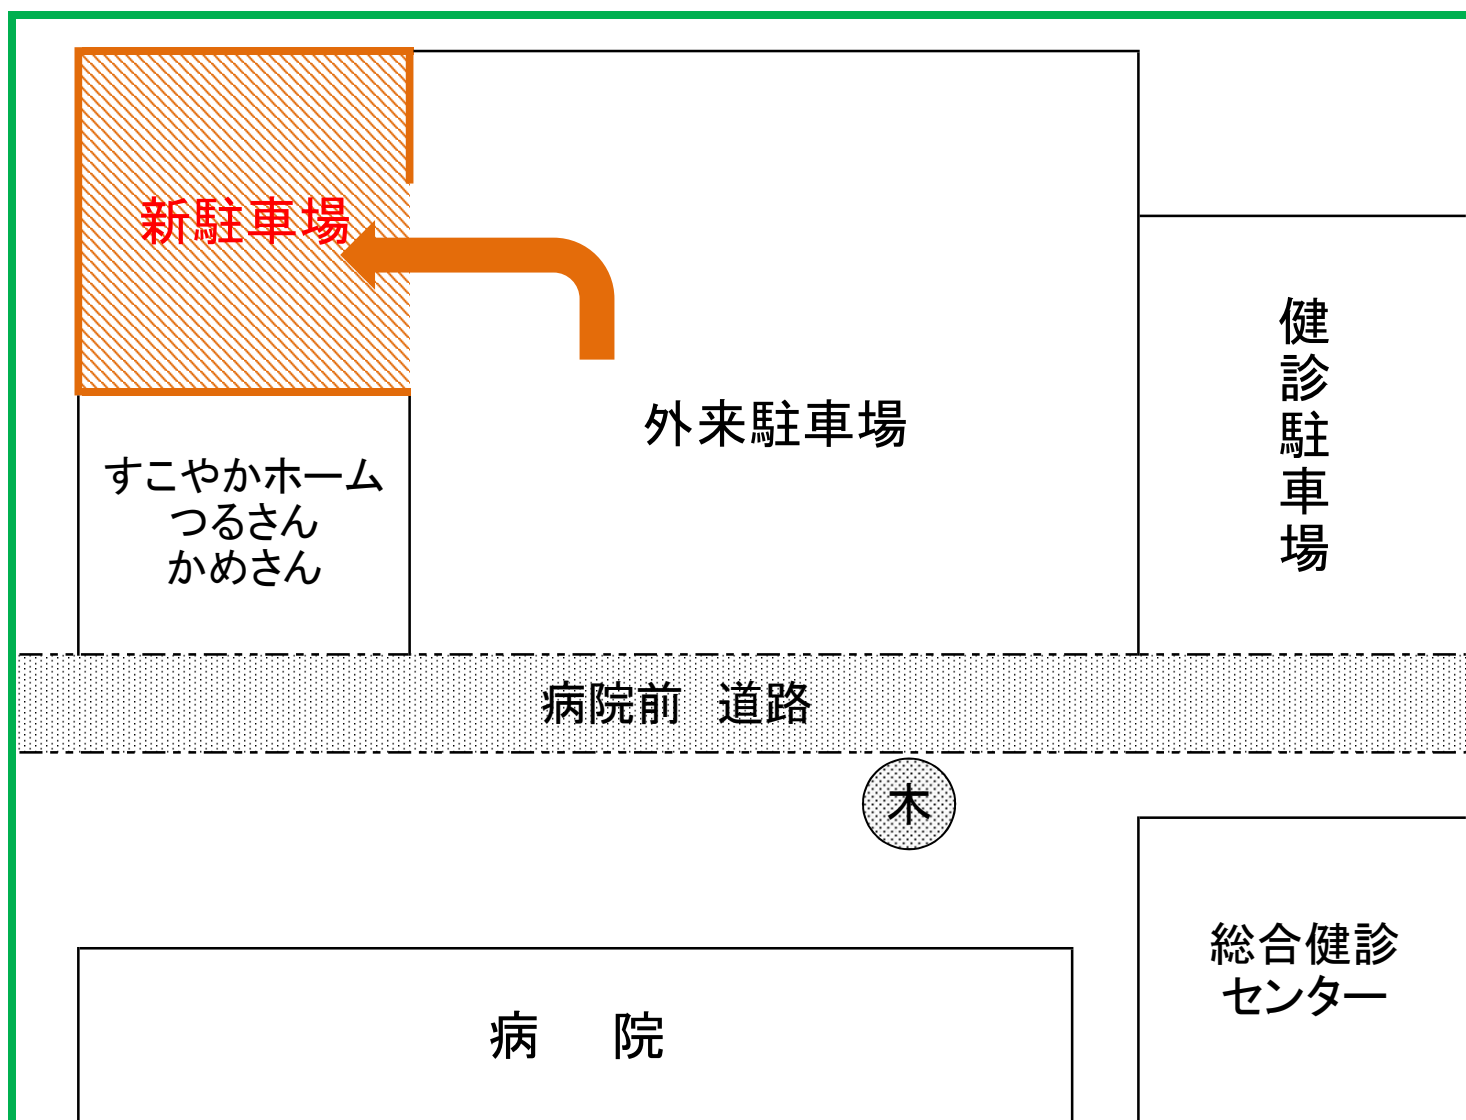 新駐車場
外来駐車場
健診駐車場
すこやかホーム
つるさん
かめさん
病院前 道路
木
総合健診
センター
病 院